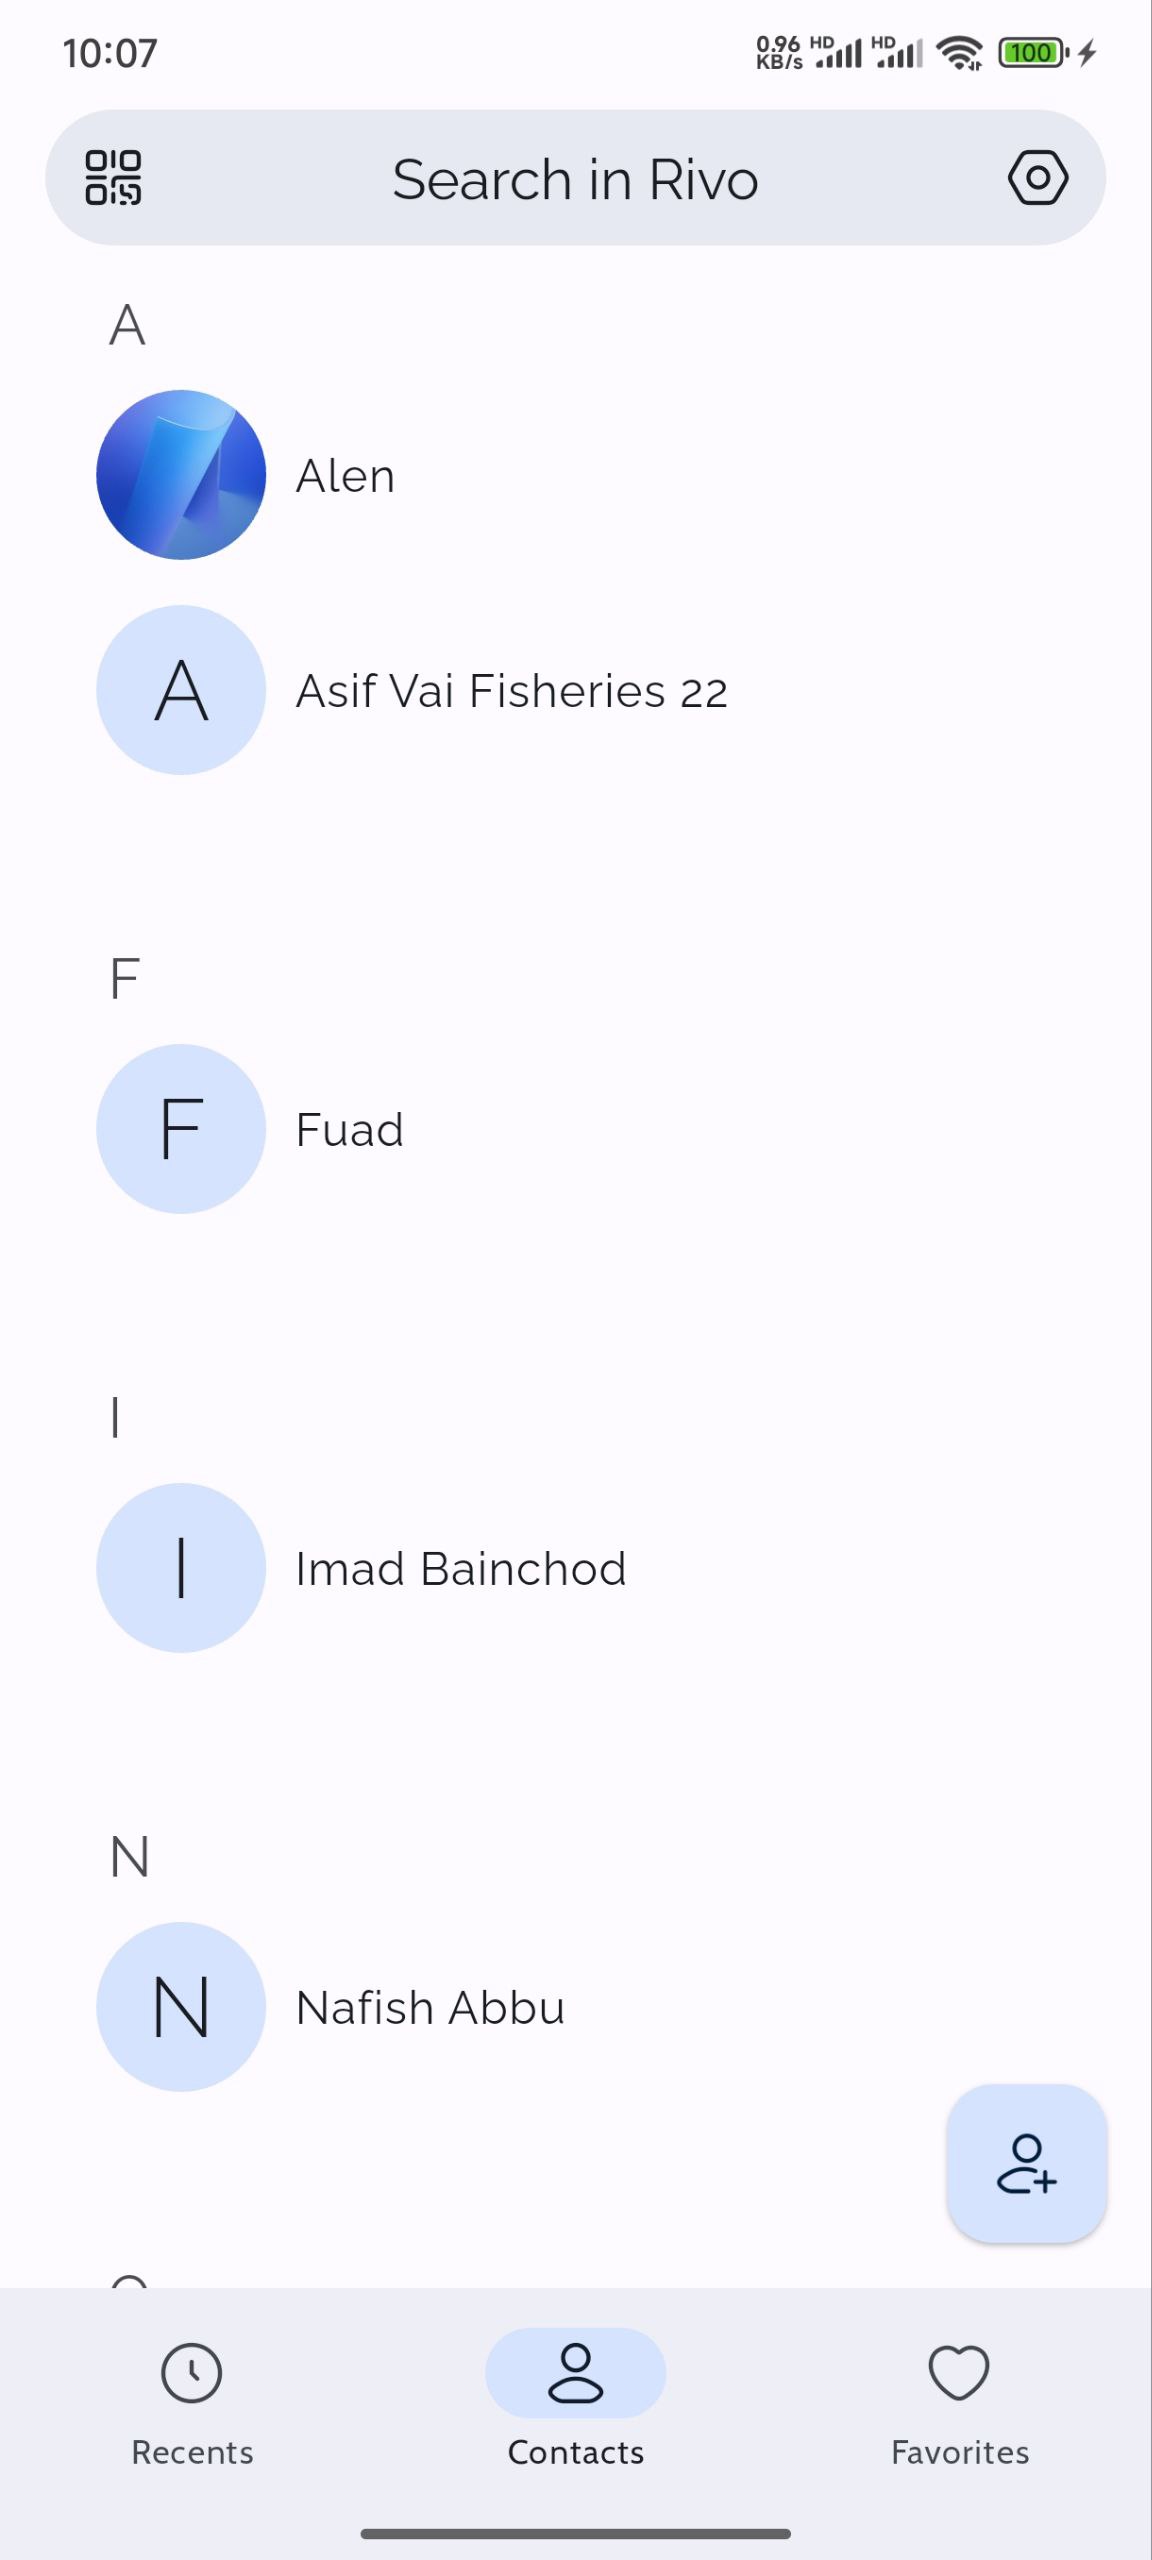 10:07
0.96
KB/s
HD
HD
100
Search in Rivo
A
Alen
A
Asif Vai Fisheries 22
F
F
Fuad
I
I
Imad Bainchod
N
N
Nafish Abbu
Recents
Contacts
Favorites